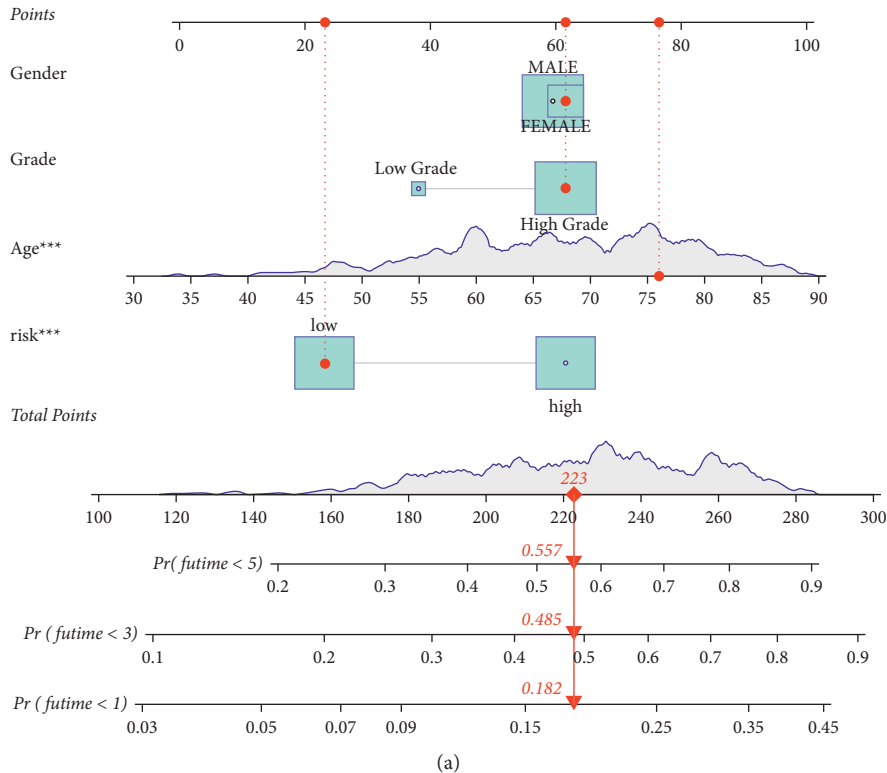 Points
0 20 40 60 80 100
Gender
MALE
FEMALE
Grade
Low Grade
High Grade
Age***
30 35 40 45 50 55 60 65 70 75 80 85 90
risk***
low
high
Total Points
223
100 120 140 160 180 200 220 240 260 280 300
0.557
Pr( futime < 5)
0.2 0.3 0.4 0.5 0.6 0.7 0.8 0.9
0.485
Pr ( futime < 3)
0.1 0.2 0.3 0.4 0.5 0.6 0.7 0.8 0.9
0.182
Pr ( futime < 1)
0.03 0.05 0.07 0.09 0.15 0.25 0.35 0.45
(a)